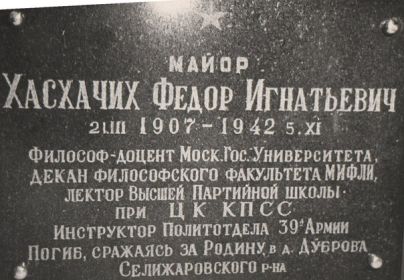 МАЙОР
ХАСХАЧИХ ФЕДОР ИГНАТЬЕВИЧ
21.III 1907-1942 5.XI
ФИЛОСОФ-ДОЦЕНТ МОСК.ГОС.УНИВЕРСИТЕТА,
ДЕКАН ФИЛОСОФСКОГО ФАКУЛЬТЕТА МИФЛИ,
ЛЕКТОР ВЫСШЕЙ ПАРТИЙНОЙ ШКОЛЫ
ПРИ ЦК КПСС
ИНСТРУКТОР ПОЛИТОТДЕЛА 39й АРМИИ
ПОГИБ, СРАЖАЯСЬ ЗА РОДИНУ, В Д. ДУБРОВА
СЕЛИЖАРОВСКОГО Р-НА